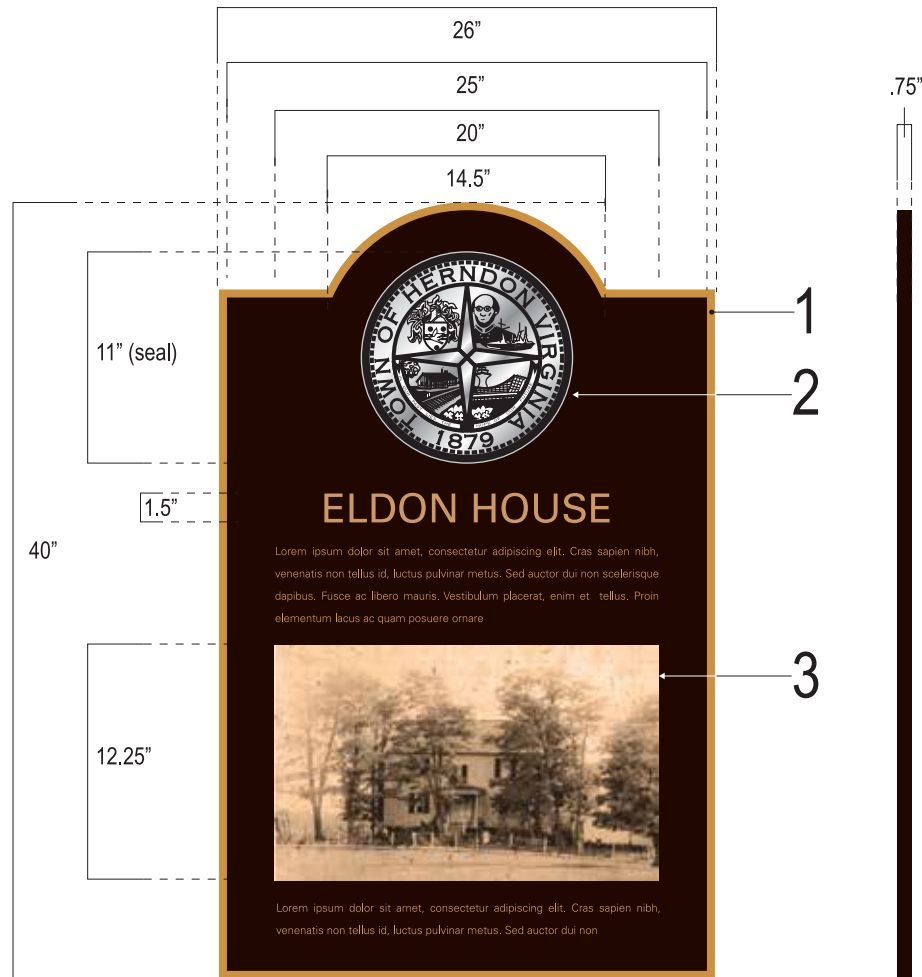 26”
25”
20”
14.5”
.75”
11” (seal)
1.5”
40”
12.25”
1
2
3
TOWN OF HERNDON VIRGINIA
1879
ELDON HOUSE
Lorem ipsum dolor sit amet, consectetur adipiscing elit. Cras sapien nibh,
venenatis non tellus id, luctus pulvinar metus. Sed auctor dui non scelerisque
dapibus. Fusce ac libero mauris. Vestibulum placerat, enim et tellus. Proin
elementum lacus ac quam posuere ornare
Lorem ipsum dolor sit amet, consectetur adipiscing elit. Cras sapien nibh,
venenatis non tellus id, luctus pulvinar metus. Sed auctor dui non